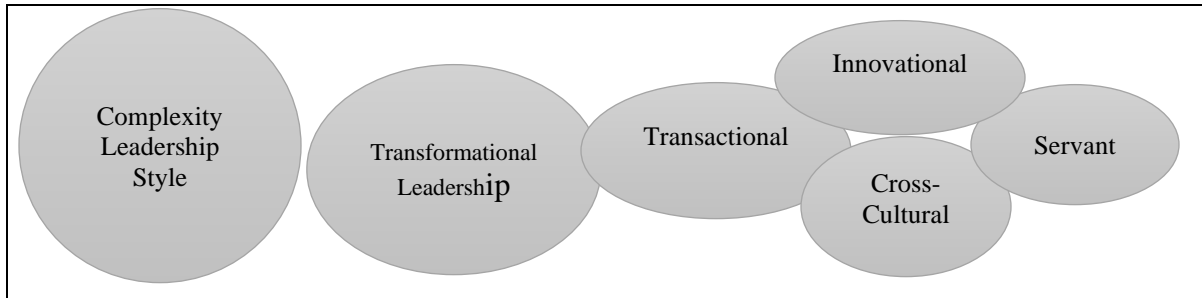 Complexity
Leadership
Style
Transformational
Leadership
Transactional
Innovational
Cross-
Cultural
Servant